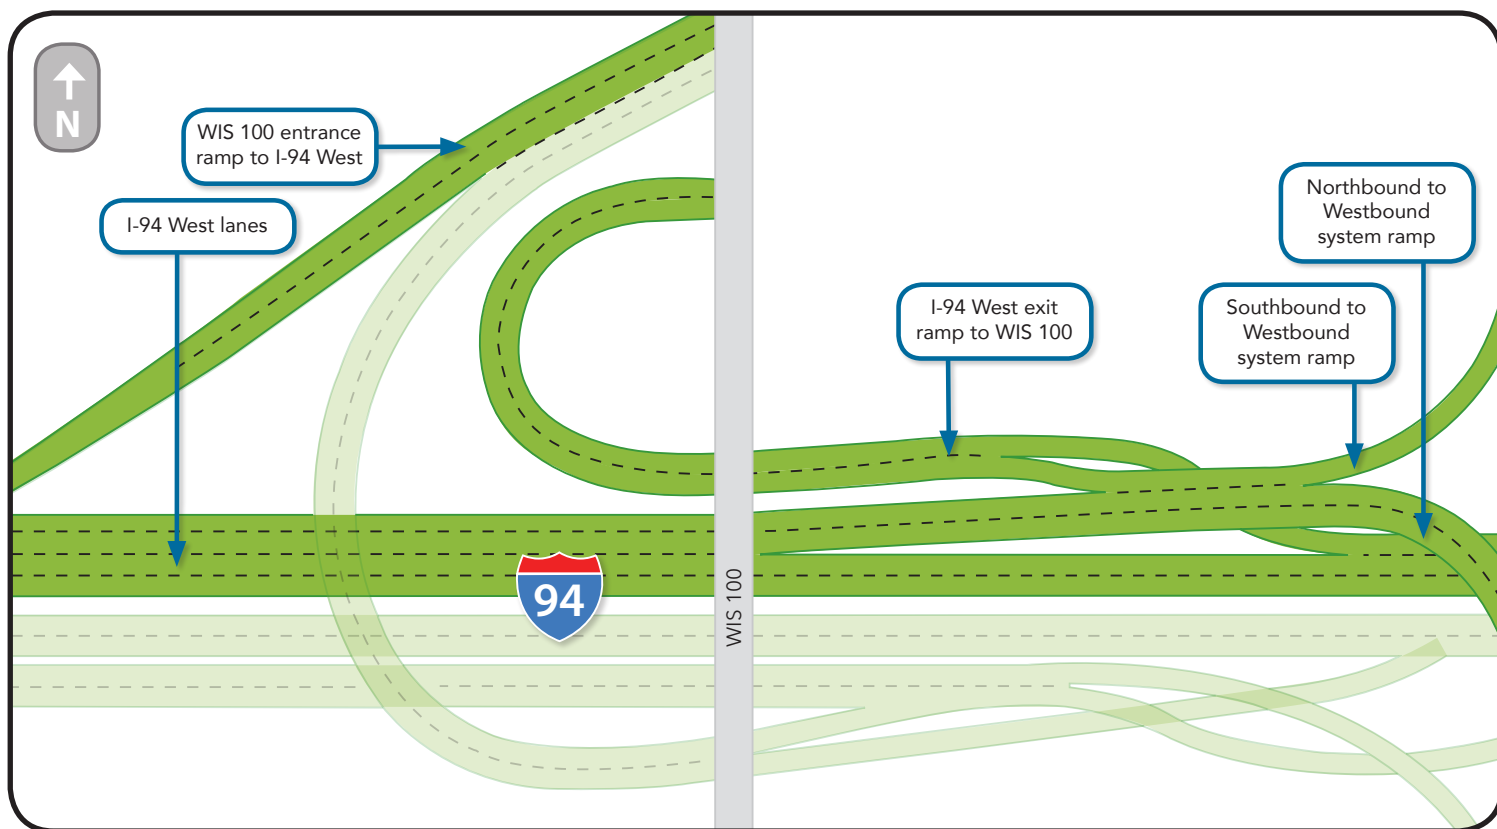 N
WIS 100 entrance
ramp to I-94 West
I-94 West lanes
Northbound to
Westbound
system ramp
I-94 West exit
ramp to WIS 100
Southbound to
Westbound
system ramp
94
WIS 100